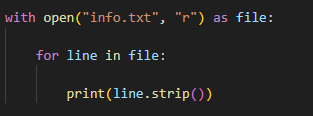 with open("info.txt", "r") as file:
    for line in file:
        print(line.strip())